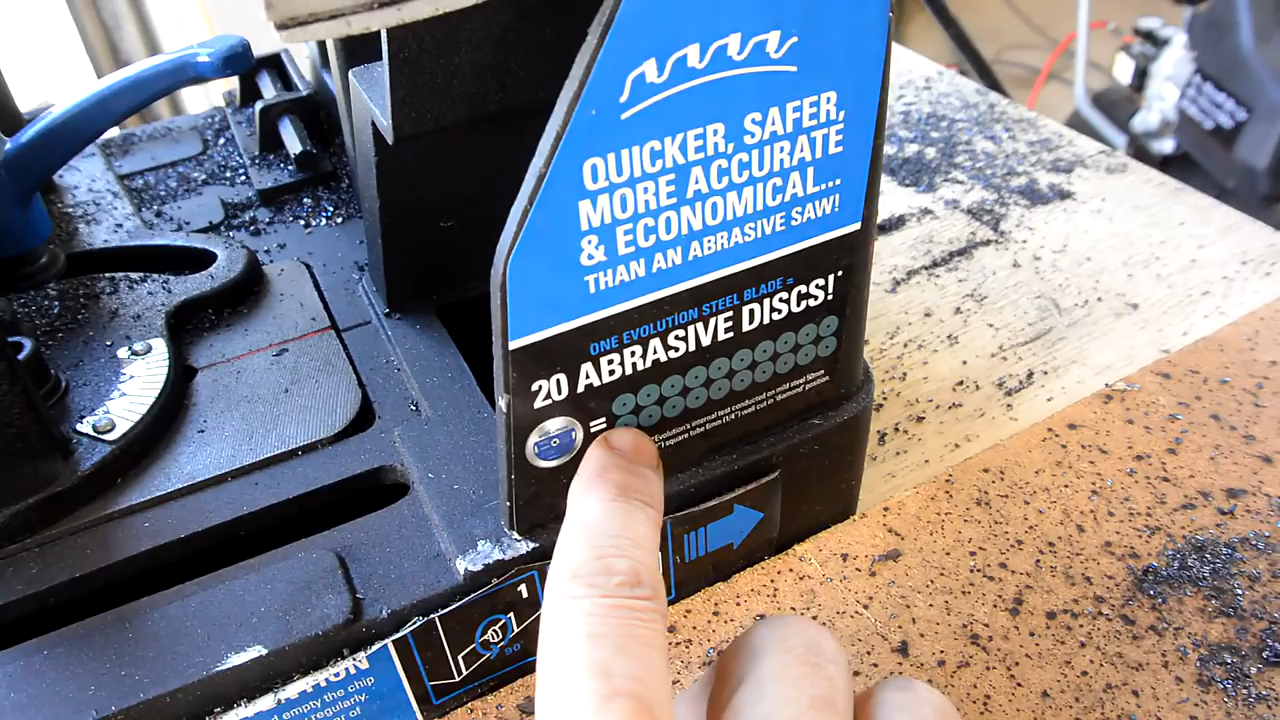 QUICKER, SAFER,
MORE ACCURATE
& ECONOMICAL...
THAN AN ABRASIVE SAW!
ONE EVOLUTION STEEL BLADE =
20 ABRASIVE DISCS!*
=
*Evolution's internal test conducted on mild steel 50mm
") square tube 6mm (1/4") wall cut in 'diamond' position.
1
90°
empty the chip
regularly.
of